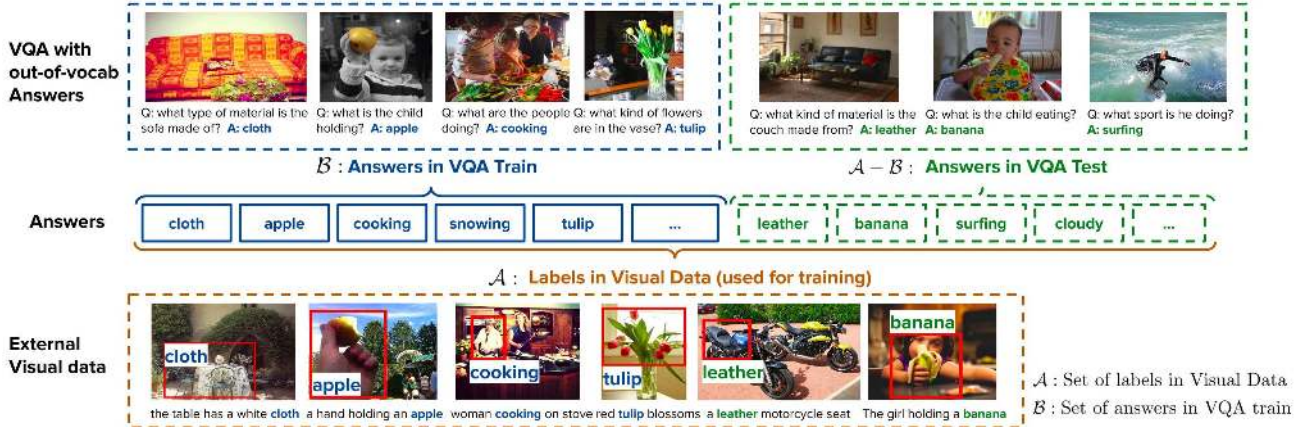 VQA with
out-of-vocab
Answers
Q: what type of material is the
sofa made of? A: cloth
Q: what is the child
holding? A: apple
Q: what are the people
doing? A: cooking
Q: what kind of flowers
are in the vase? A: tulip
Q: what kind of material is the
couch made from? A: leather
Q: what is the child eating?
A: banana
Q: what sport is he doing?
A: surfing
B : Answers in VQA Train
A − B : Answers in VQA Test
Answers
cloth
apple
cooking
snowing
tulip
...
leather
banana
surfing
cloudy
...
A : Labels in Visual Data (used for training)
External
Visual data
cloth
apple
cooking
tulip
leather
banana
the table has a white cloth
a hand holding an apple
woman cooking on stove
red tulip blossoms
a leather motorcycle seat
The girl holding a banana
A : Set of labels in Visual Data
B : Set of answers in VQA train